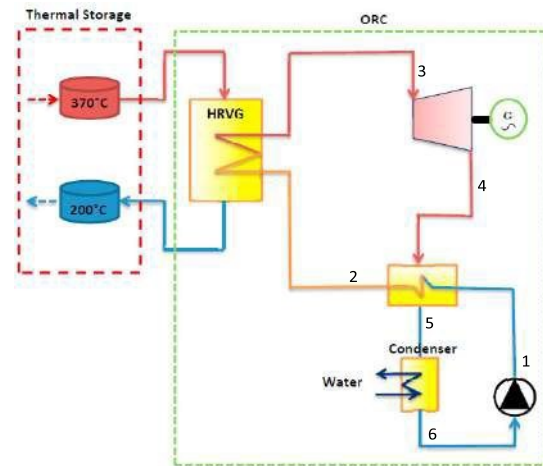 Thermal Storage
ORC
370°C
HRVG
3
G
200°C
4
2
5
Condenser
1
Water
6